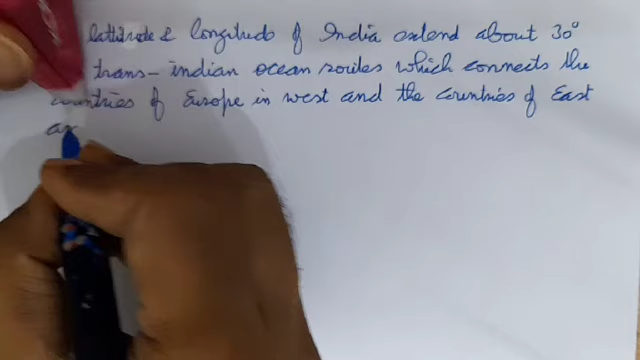 lattitude & longitude of India extend about 30°
trans-indian ocean routes which connects the
countries of Europe in west and the countries of East